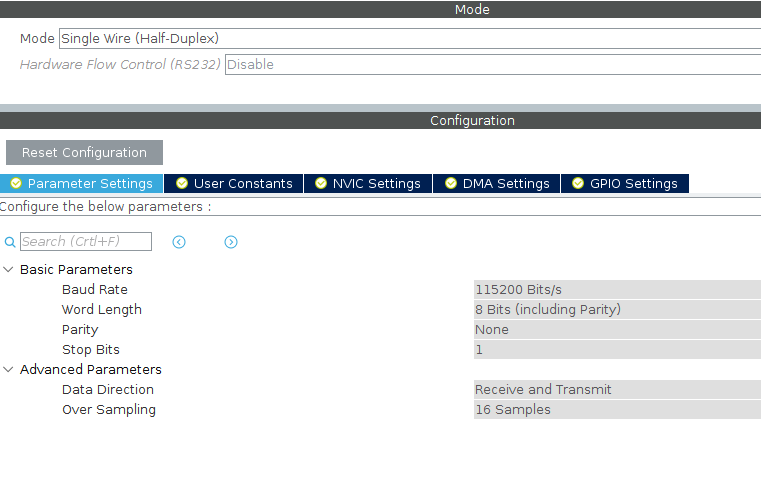 Mode
Mode Single Wire (Half-Duplex)
Hardware Flow Control (RS232) Disable
Configuration
Reset Configuration
Parameter Settings User Constants NVIC Settings DMA Settings GPIO Settings
Configure the below parameters :
Search (Crtl+F)
Basic Parameters
Baud Rate 115200 Bits/s
Word Length 8 Bits (including Parity)
Parity None
Stop Bits 1
Advanced Parameters
Data Direction Receive and Transmit
Over Sampling 16 Samples